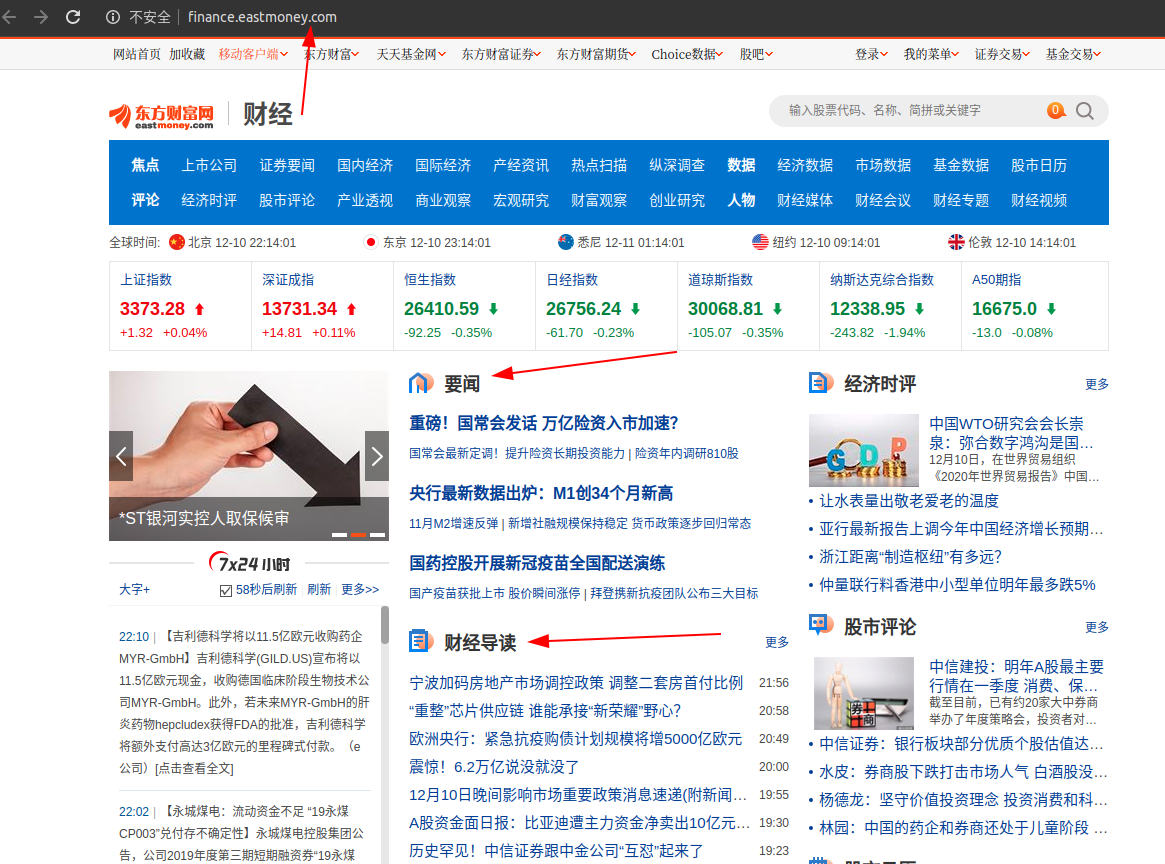 不安全 finance.eastmoney.com
网站首页 加收藏 移动客户端 东方财富 天天基金网 东方财富证券 东方财富期货 Choice数据 股吧 登录 我的菜单 证券交易 基金交易
东方财富网 eastmoney.com 财经 输入股票代码、名称、简拼或关键字 0
焦点 上市公司 证券要闻 国内经济 国际经济 产经资讯 热点扫描 纵深调查 数据 经济数据 市场数据 基金数据 股市日历
评论 经济时评 股市评论 产业透视 商业观察 宏观研究 财富观察 创业研究 人物 财经媒体 财经会议 财经专题 财经视频
全球时间: 北京 12-10 22:14:01 东京 12-10 23:14:01 悉尼 12-11 01:14:01 纽约 12-10 09:14:01 伦敦 12-10 14:14:01
上证指数 深证成指 恒生指数 日经指数 道琼斯指数 纳斯达克综合指数 A50期指
3373.28 13731.34 26410.59 26756.24 30068.81 12338.95 16675.0
+1.32 +0.04% +14.81 +0.11% -92.25 -0.35% -61.70 -0.23% -105.07 -0.35% -243.82 -1.94% -13.0 -0.08%
*ST银河实控人取保候审
7x24小时
大字+ 58秒后刷新 刷新 更多>>
22:10 | 【吉利德科学将以11.5亿欧元收购药企
MYR-GmbH】吉利德科学(GILD.US)宣布将以
11.5亿欧元现金，收购德国临床阶段生物技术公
司MYR-GmbH。此外，若未来MYR-GmbH的肝
炎药物hepcludex获得FDA的批准，吉利德科学
将额外支付高达3亿欧元的里程碑式付款。（e
公司）[点击查看全文]
22:02 | 【永城煤电：流动资金不足 “19永煤
CP003”兑付存不确定性】永城煤电控股集团公
告，公司2019年度第三期短期融资券“19永煤
要闻
重磅！国常会发话 万亿险资入市加速？
国常会最新定调！提升险资长期投资能力 | 险资年内调研810股
央行最新数据出炉：M1创34个月新高
11月M2增速反弹 | 新增社融规模保持稳定 货币政策逐步回归常态
国药控股开展新冠疫苗全国配送演练
国产疫苗获批上市 股价瞬间涨停 | 拜登携新抗疫团队公布三大目标
财经导读 更多
宁波加码房地产市场调控政策 调整二套房首付比例 21:56
“重整”芯片供应链 谁能承接“新荣耀”野心？ 20:58
欧洲央行：紧急抗疫购债计划规模将增5000亿欧元 20:49
震惊！6.2万亿说没就没了 20:00
12月10日晚间影响市场重要政策消息速递(附新闻… 19:55
A股资金面日报：比亚迪遭主力资金净卖出10亿元… 19:30
历史罕见！中信证券跟中金公司“互怼”起来了 19:23
经济时评 更多
GDP
中国WTO研究会会长崇
泉：弥合数字鸿沟是国…
12月10日，在世界贸易组织
《2020年世界贸易报告》中国…
• 让水表量出敬老爱老的温度
• 亚行最新报告上调今年中国经济增长预期…
• 浙江距离“制造枢纽”有多远？
• 仲量联行料香港中小型单位明年最多跌5%
股市评论 更多
券商
中信建投：明年A股最主要
行情在一季度 消费、保…
截至目前，已有约20家大中券商
举办了年度策略会，投资者对…
• 中信证券：银行板块部分优质个股估值达…
• 水皮：券商股下跌打击市场人气 白酒股没…
• 杨德龙：坚守价值投资理念 投资消费和科…
• 林园：中国的药企和券商还处于儿童阶段 …